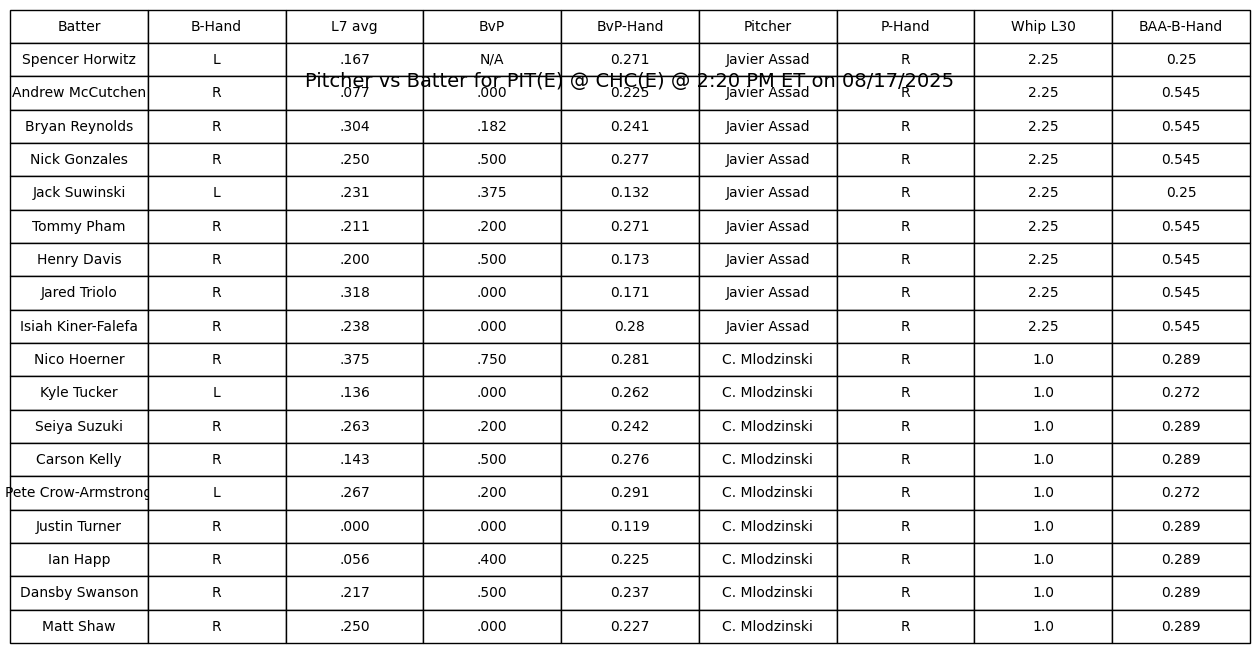 Batter B-Hand L7 avg BvP BvP-Hand Pitcher P-Hand Whip L30 BAA-B-Hand
Spencer Horwitz L .167 N/A 0.271 Javier Assad R 2.25 0.25
Pitcher vs Batter for PIT(E) @ CHC(E) @ 2:20 PM ET on 08/17/2025
Andrew McCutchen R .077 .000 0.225 Javier Assad R 2.25 0.545
Bryan Reynolds R .304 .182 0.241 Javier Assad R 2.25 0.545
Nick Gonzales R .250 .500 0.277 Javier Assad R 2.25 0.545
Jack Suwinski L .231 .375 0.132 Javier Assad R 2.25 0.25
Tommy Pham R .211 .200 0.271 Javier Assad R 2.25 0.545
Henry Davis R .200 .500 0.173 Javier Assad R 2.25 0.545
Jared Triolo R .318 .000 0.171 Javier Assad R 2.25 0.545
Isiah Kiner-Falefa R .238 .000 0.28 Javier Assad R 2.25 0.545
Nico Hoerner R .375 .750 0.281 C. Mlodzinski R 1.0 0.289
Kyle Tucker L .136 .000 0.262 C. Mlodzinski R 1.0 0.272
Seiya Suzuki R .263 .200 0.242 C. Mlodzinski R 1.0 0.289
Carson Kelly R .143 .500 0.276 C. Mlodzinski R 1.0 0.289
Pete Crow-Armstrong L .267 .200 0.291 C. Mlodzinski R 1.0 0.272
Justin Turner R .000 .000 0.119 C. Mlodzinski R 1.0 0.289
Ian Happ R .056 .400 0.225 C. Mlodzinski R 1.0 0.289
Dansby Swanson R .217 .500 0.237 C. Mlodzinski R 1.0 0.289
Matt Shaw R .250 .000 0.227 C. Mlodzinski R 1.0 0.289